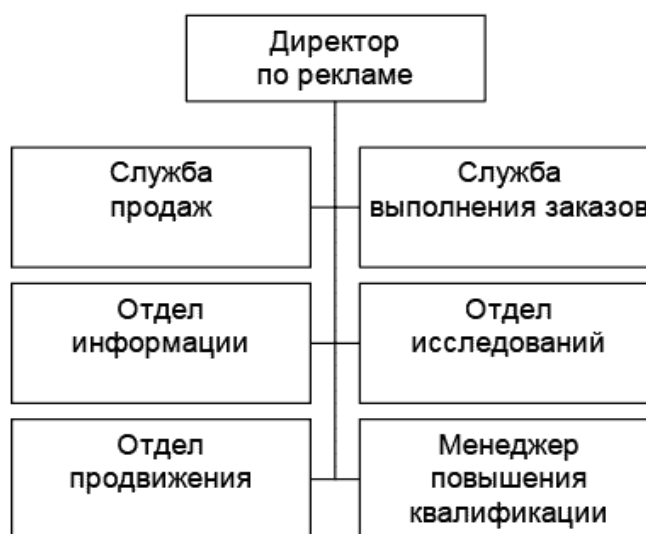 Директор
по рекламе
Служба
продаж
Служба
выполнения заказов
Отдел
информации
Отдел
исследований
Отдел
продвижения
Менеджер
повышения
квалификации